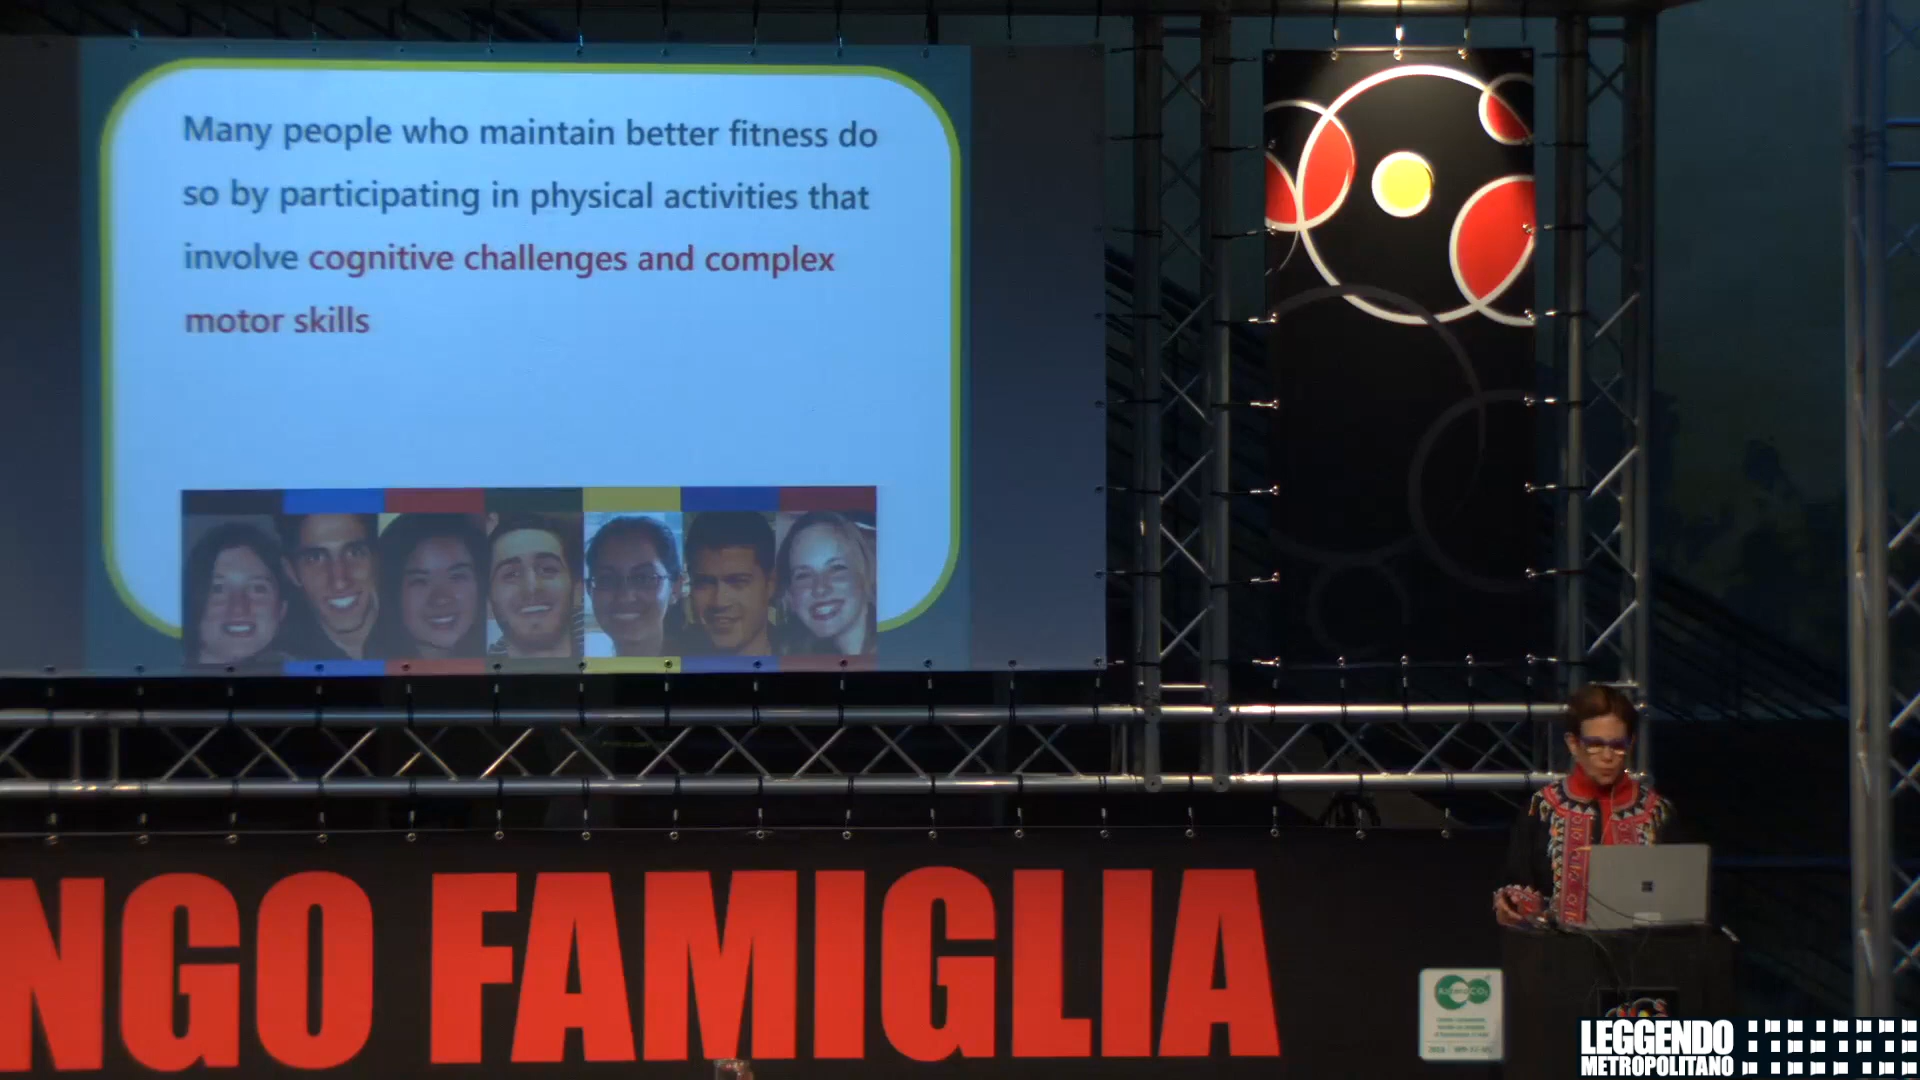 Many people who maintain better fitness do
so by participating in physical activities that
involve cognitive challenges and complex
motor skills
NGO FAMIGLIA
LEGGENDO
METROPOLITANO